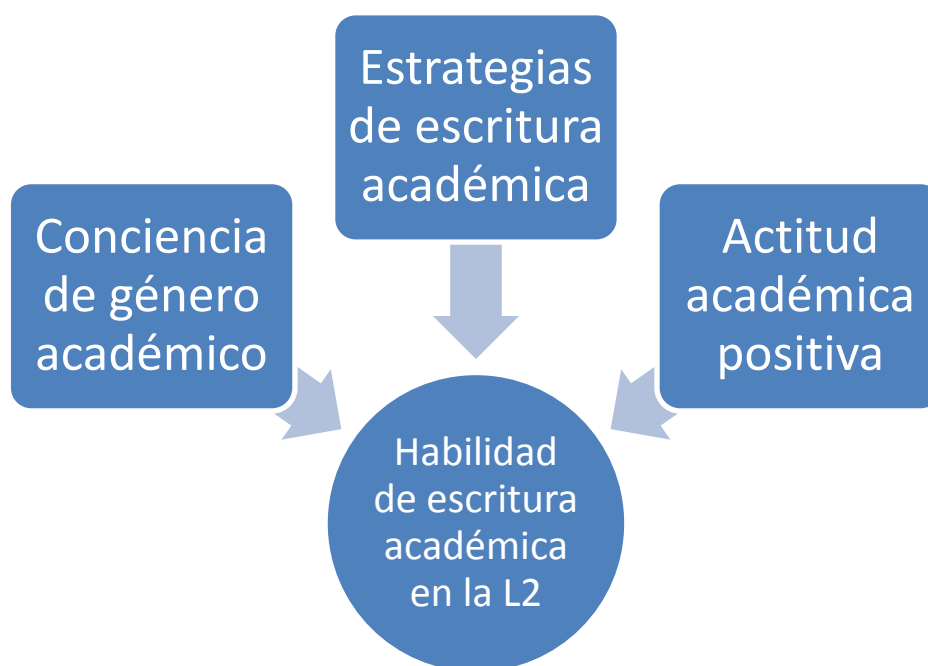 Estrategias
de escritura
académica
Conciencia
de género
académico
Actitud
académica
positiva
Habilidad
de escritura
académica
en la L2